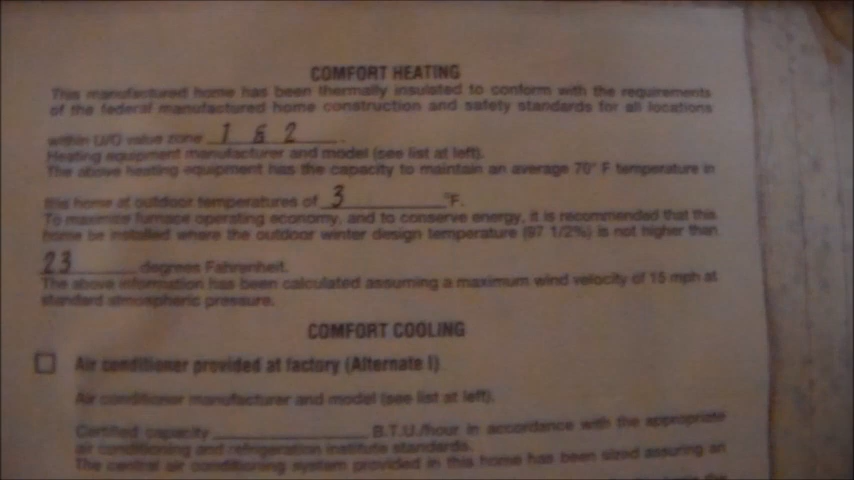 COMFORT HEATING
This manufactured home has been thermally insulated to conform with the requirements
of the federal manufactured home construction and safety standards for all locations
within U/O value zone 1 & 2.
Heating equipment manufacturer and model (see list at left).
The above heating equipment has the capacity to maintain an average 70° F temperature in
this home at outdoor temperatures of 3 °F.
To maximize furnace operating economy, and to conserve energy, it is recommended that this
home be installed where the outdoor winter design temperature (97 1/2%) is not higher than
23 degrees Fahrenheit.
The above information has been calculated assuming a maximum wind velocity of 15 mph at
standard atmospheric pressure.
COMFORT COOLING
Air conditioner provided at factory (Alternate I)
Air conditioner manufacturer and model (see list at left).
Certified capacity B.T.U./hour in accordance with the appropriate
air conditioning and refrigeration institute standards.
The central air conditioning system provided in this home has been sized assuring an